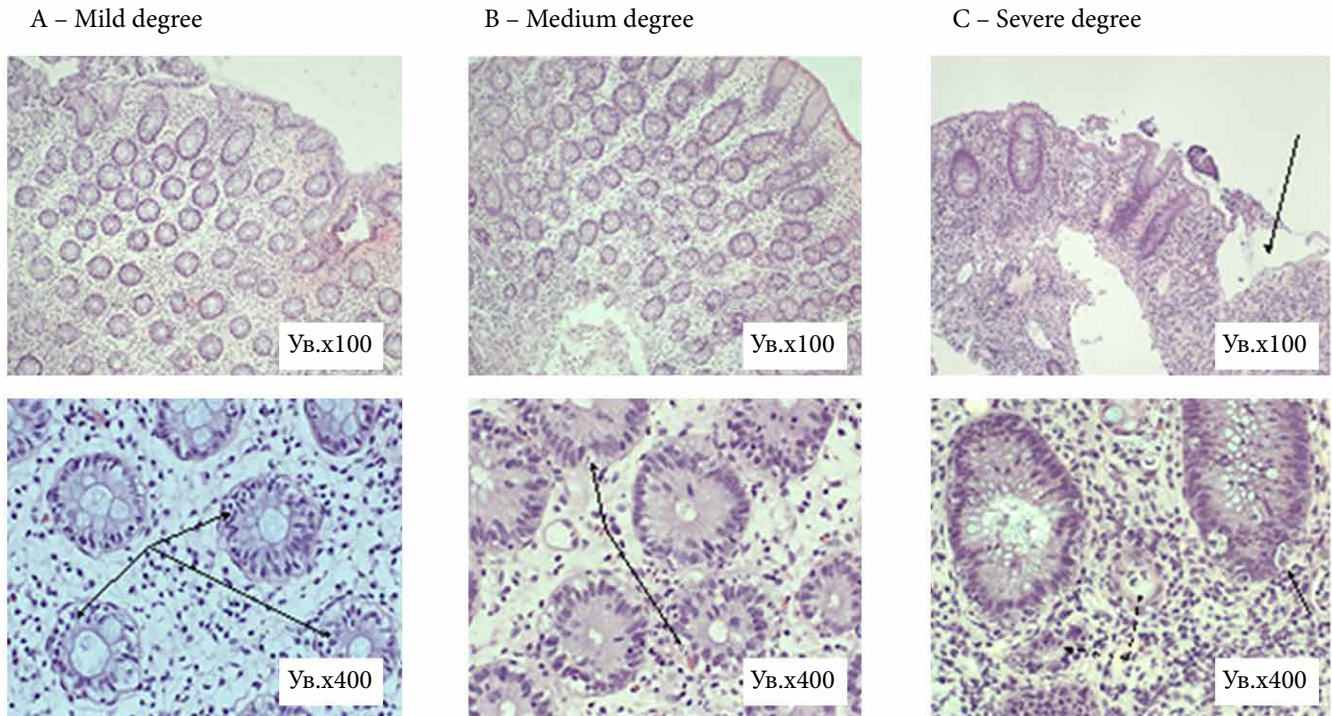 A – Mild degree
B – Medium degree
C – Severe degree
Ув.x100
Ув.x100
Ув.x100
Ув.x400
Ув.x400
Ув.x400